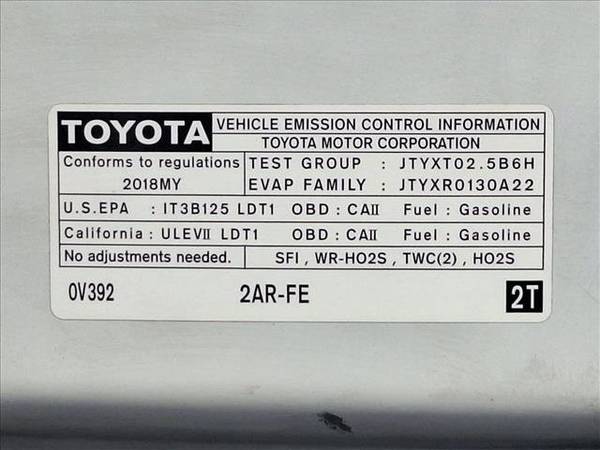 TOYOTA VEHICLE EMISSION CONTROL INFORMATION
TOYOTA MOTOR CORPORATION
Conforms to regulations TEST GROUP : JTYXT02.5B6H
2018MY EVAP FAMILY : JTYXR0130A22
U.S.EPA : IT3B125 LDT1 OBD : CAII Fuel : Gasoline
California : ULEVII LDT1 OBD : CAII Fuel : Gasoline
No adjustments needed. SFI , WR-HO2S , TWC(2) , HO2S
0V392 2AR-FE 2T